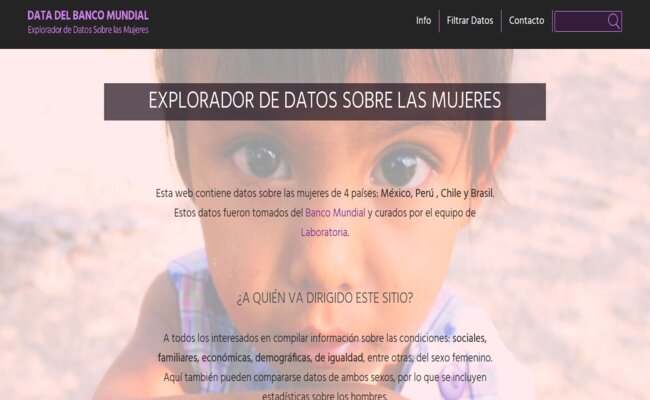 DATA DEL BANCO MUNDIAL
Explorador de Datos Sobre las Mujeres
Info
Filtrar Datos
Contacto
EXPLORADOR DE DATOS SOBRE LAS MUJERES
Esta web contiene datos sobre las mujeres de 4 países: México, Perú , Chile y Brasil.
Estos datos fueron tomados del Banco Mundial y curados por el equipo de
Laboratoria.
¿A QUIÉN VA DIRIGIDO ESTE SITIO?
A todos los interesados en compilar información sobre las condiciones: sociales,
familiares, económicas, demográficas, de igualdad, entre otras, del sexo femenino.
Aquí también pueden compararse datos de ambos sexos, por lo que se incluyen
estadísticas sobre los hombres.